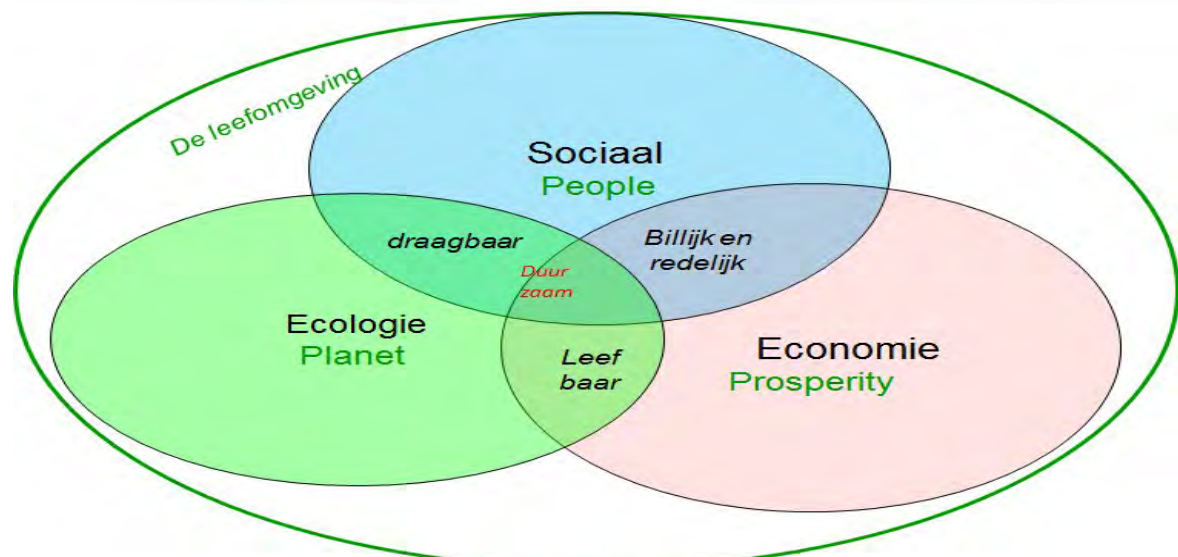 De leefomgeving
Sociaal
People
draagbaar
Billijk en
redelijk
Duur
zaam
Ecologie
Planet
Leef
baar
Economie
Prosperity